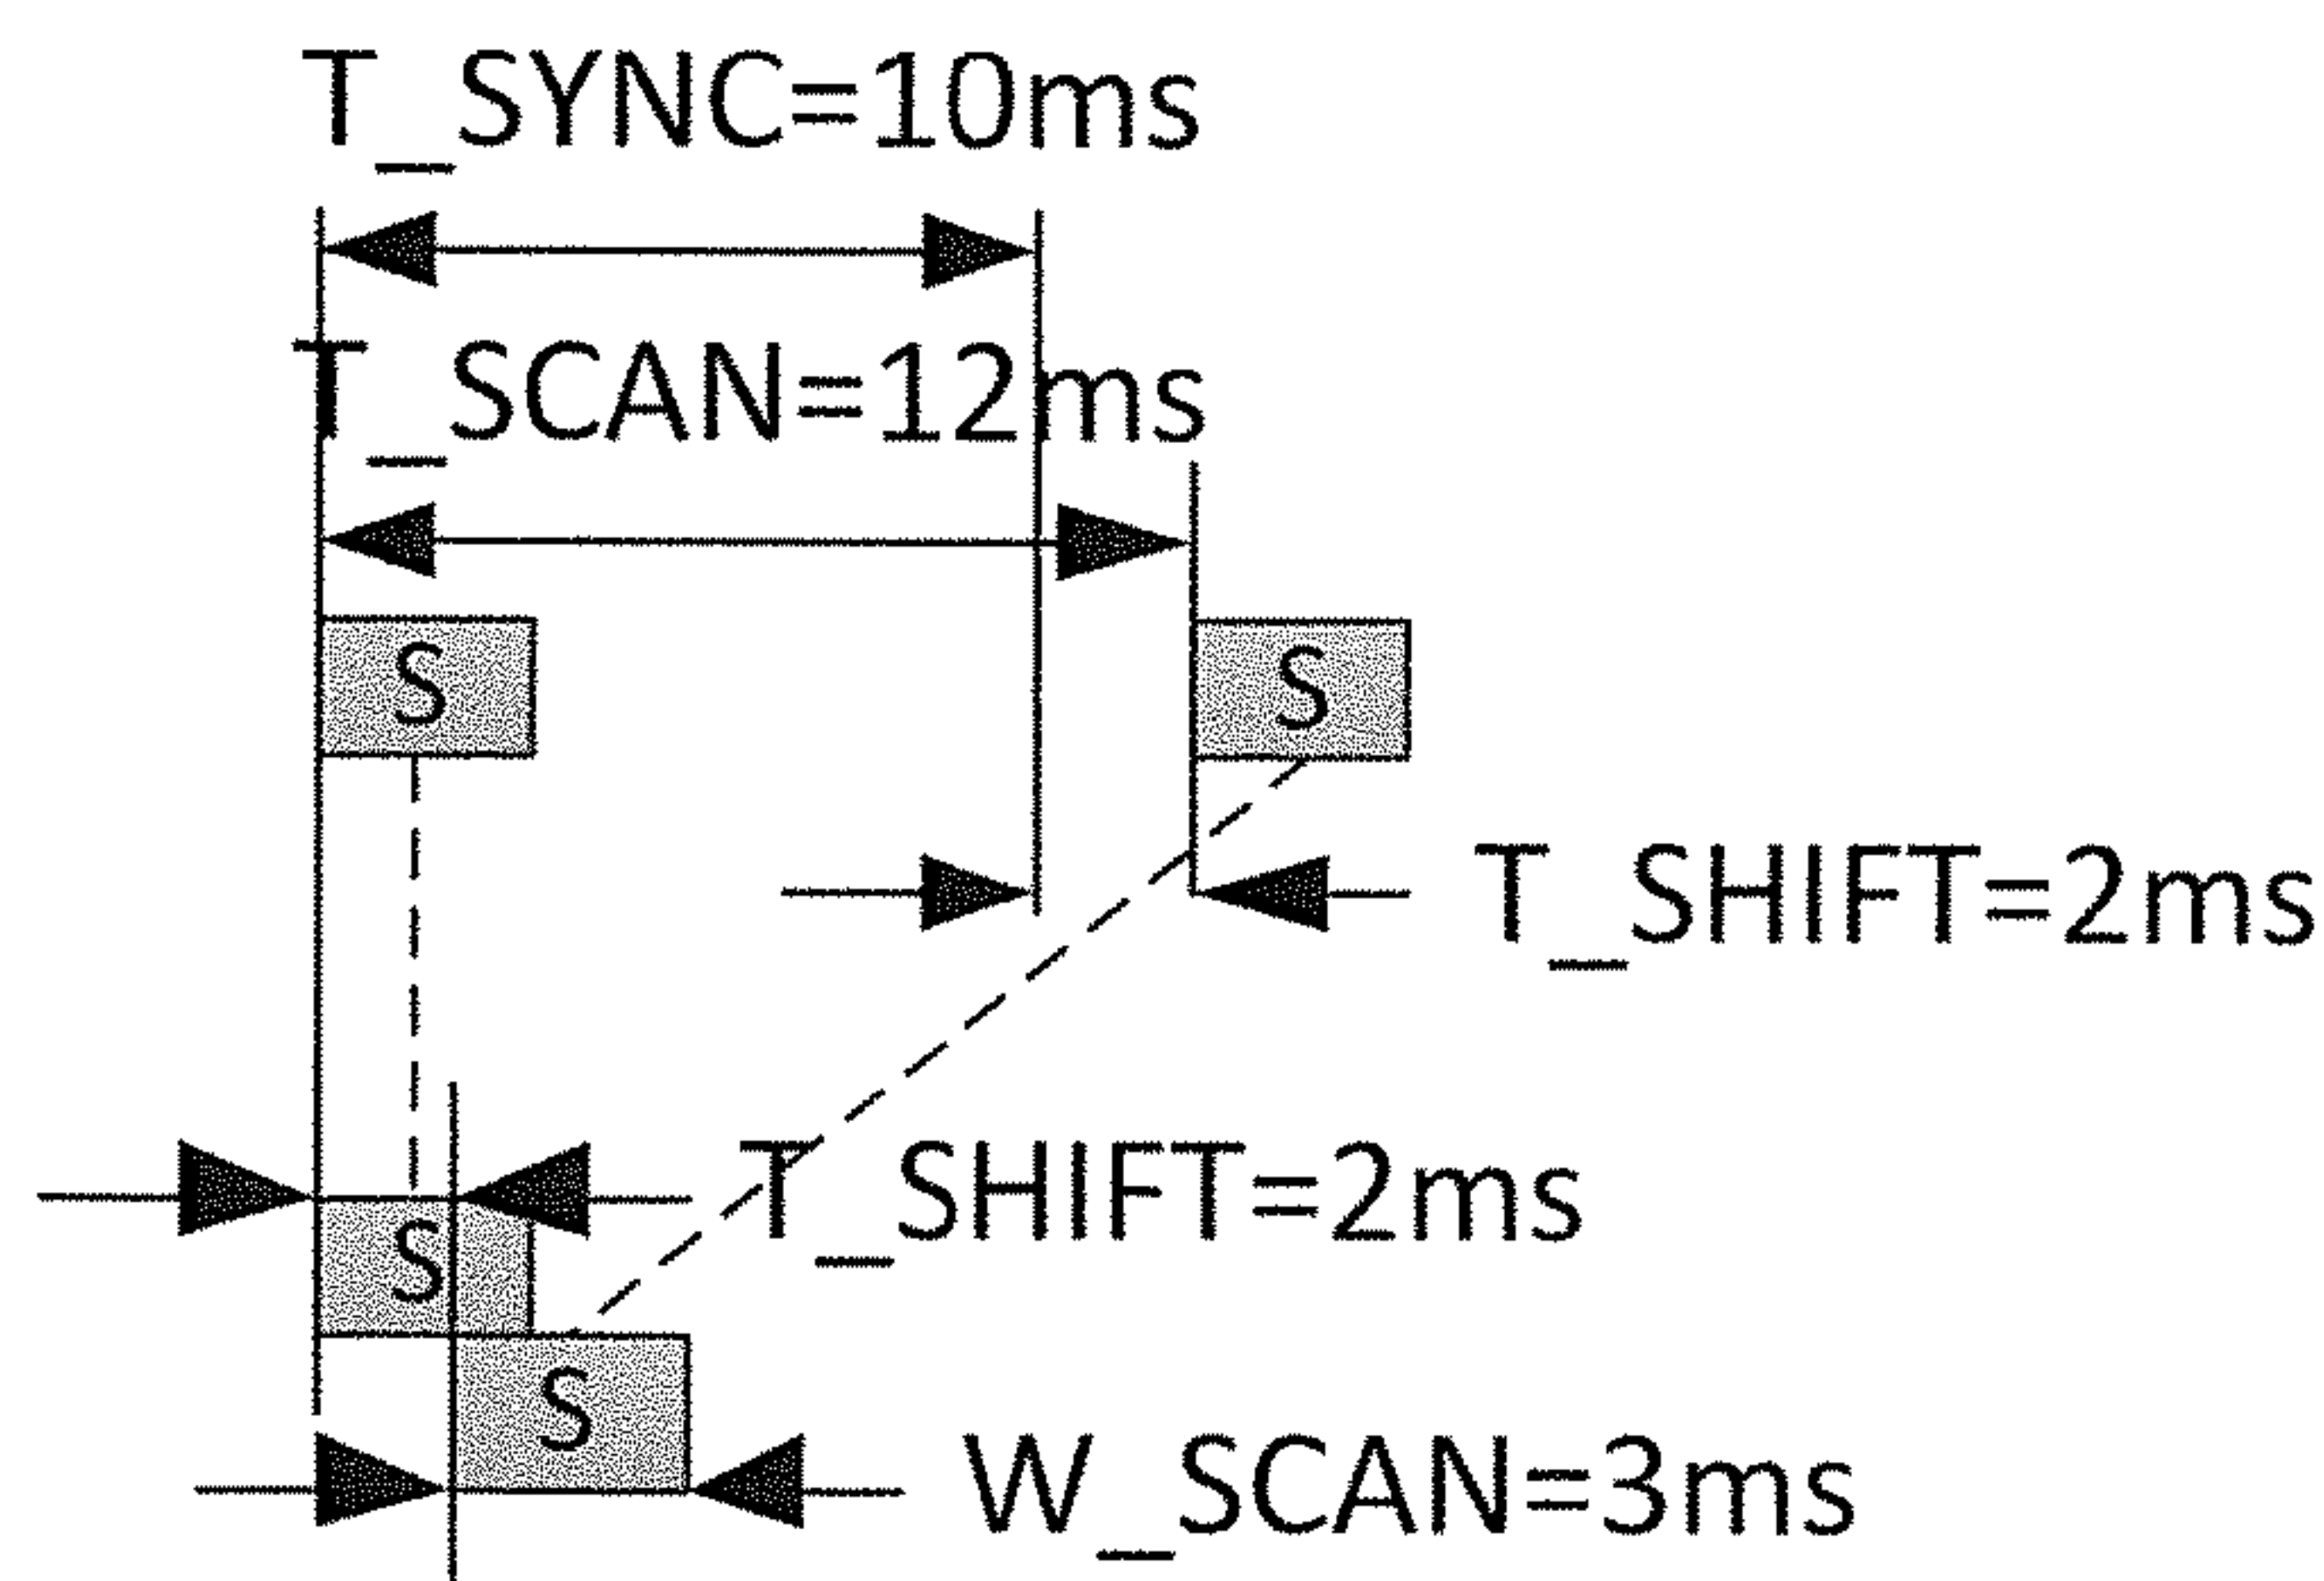 T_SYNC=10ms
T_SCAN=12ms
S S
T_SHIFT=2ms
T_SHIFT=2ms
S
S
W_SCAN=3ms